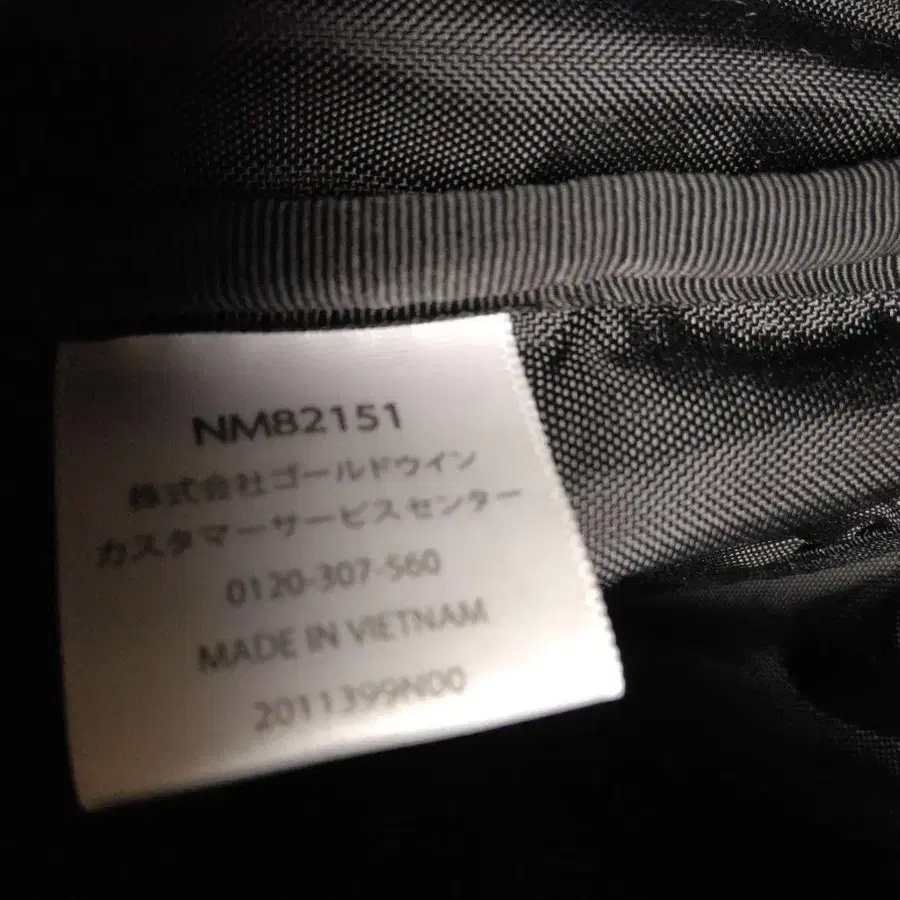 NM82151
株式会社ゴールドウイン
カスタマーサービスセンター
0120-307-560
MADE IN VIETNAM
2011399N00